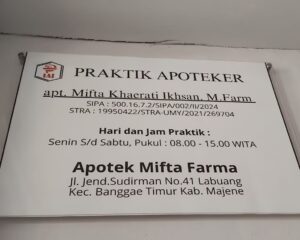 IAI
PRAKTIK APOTEKER
apt. Mifta Khaerati Ikhsan, M.Farm
SIPA : 500.16.7.2/SIPA/002/II/2024
STRA : 19950422/STRA-UMY/2021/269704
Hari dan Jam Praktik :
Senin S/d Sabtu, Pukul : 08.00 - 15.00 WITA
Apotek Mifta Farma
Jl. Jend.Sudirman No.41 Labuang
Kec. Banggae Timur Kab. Majene